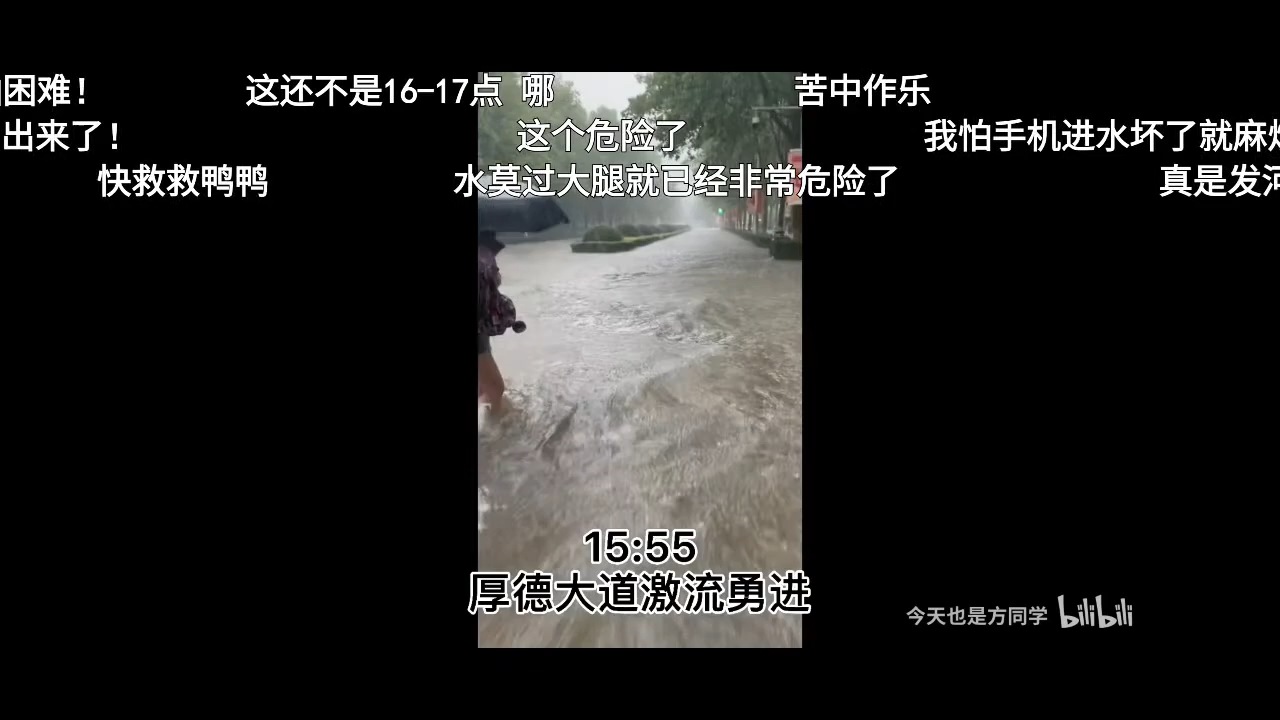 困难！
这还不是16-17点 哪
苦中作乐
出来了！
这个危险了
我怕手机进水坏了就麻烦
快救救鸭鸭
水莫过大腿就已经非常危险了
真是发河
15:55
厚德大道激流勇进
今天也是方同学 bilibili